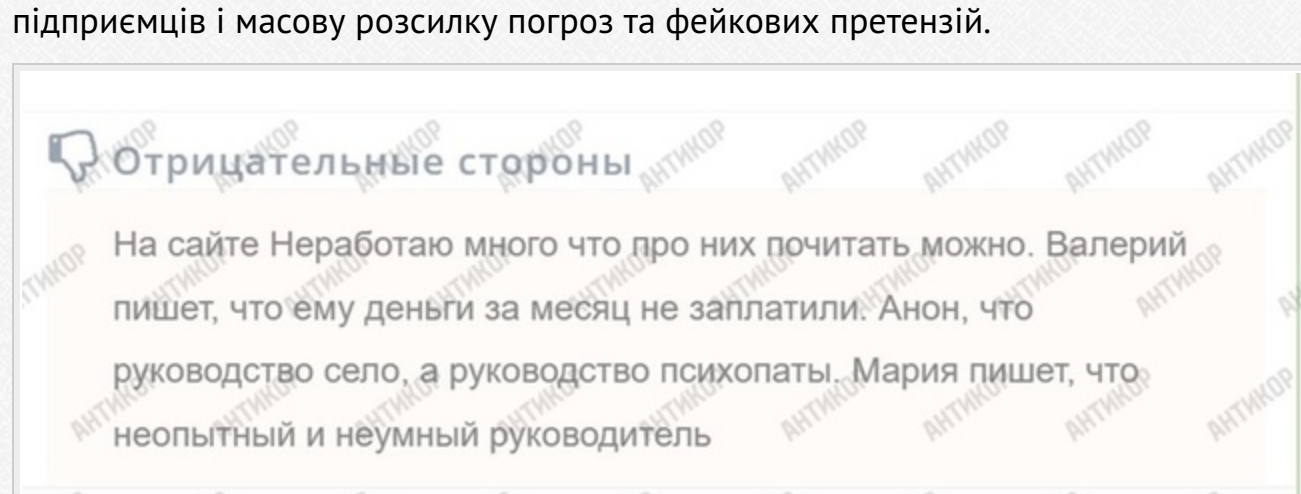 підприємців і масову розсилку погроз та фейкових претензій.
Отрицательные стороны
На сайте Неработаю много что про них почитать можно. Валерий
пишет, что ему деньги за месяц не заплатили. Анон, что
руководство село, а руководство психопаты. Мария пишет, что
неопытный и неумный руководитель
АНТИКОР